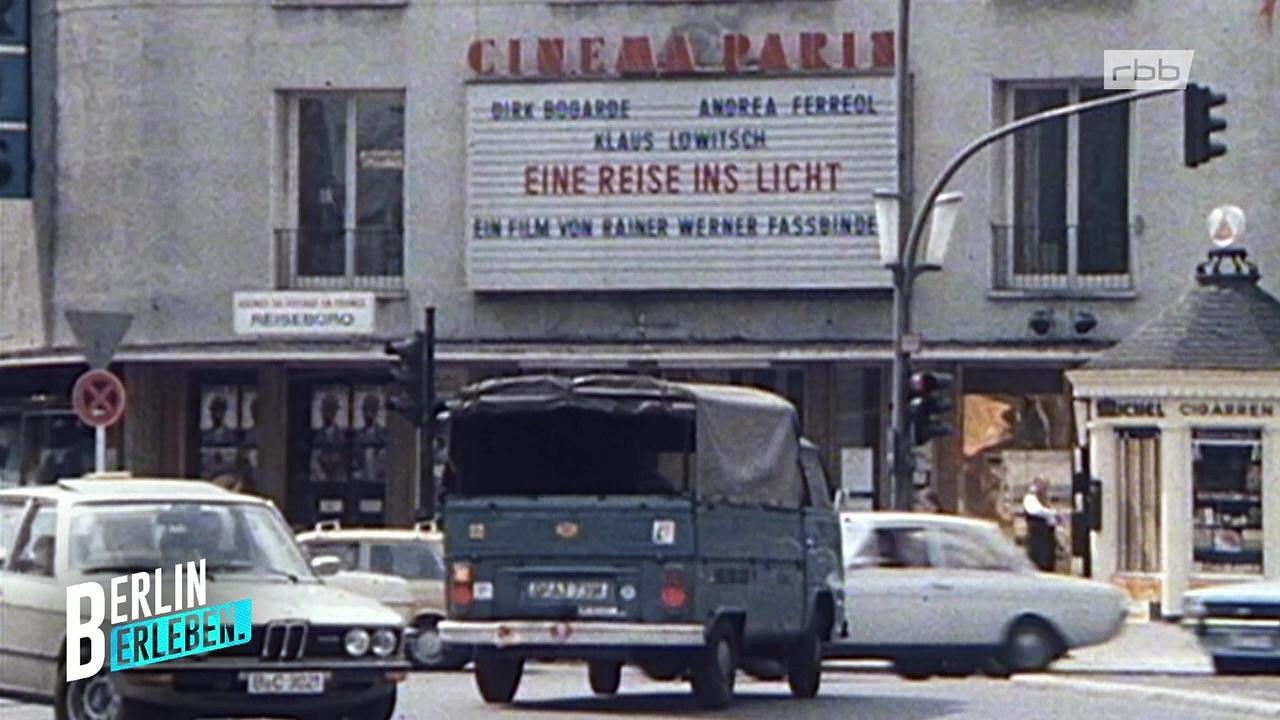 CINEMA PARIS
rbb
DIRK BOGARDE ANDREA FERREOL
KLAUS LÖWITSCH
EINE REISE INS LICHT
EIN FILM VON RAINER WERNER FASSBINDE
REISEBÜRO
CIGARREN
BERLIN
ERLEBEN.